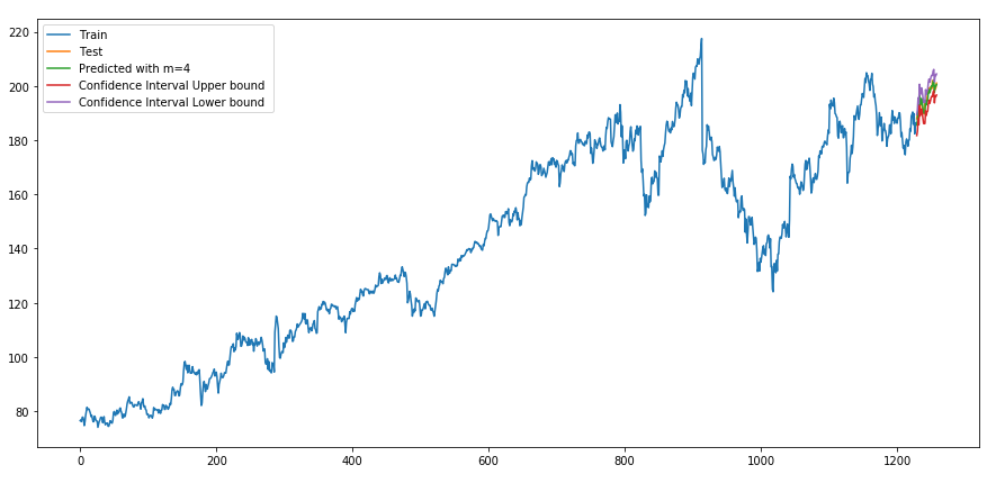 Train
Test
Predicted with m=4
Confidence Interval Upper bound
Confidence Interval Lower bound
220
200
180
160
140
120
100
80
0 200 400 600 800 1000 1200